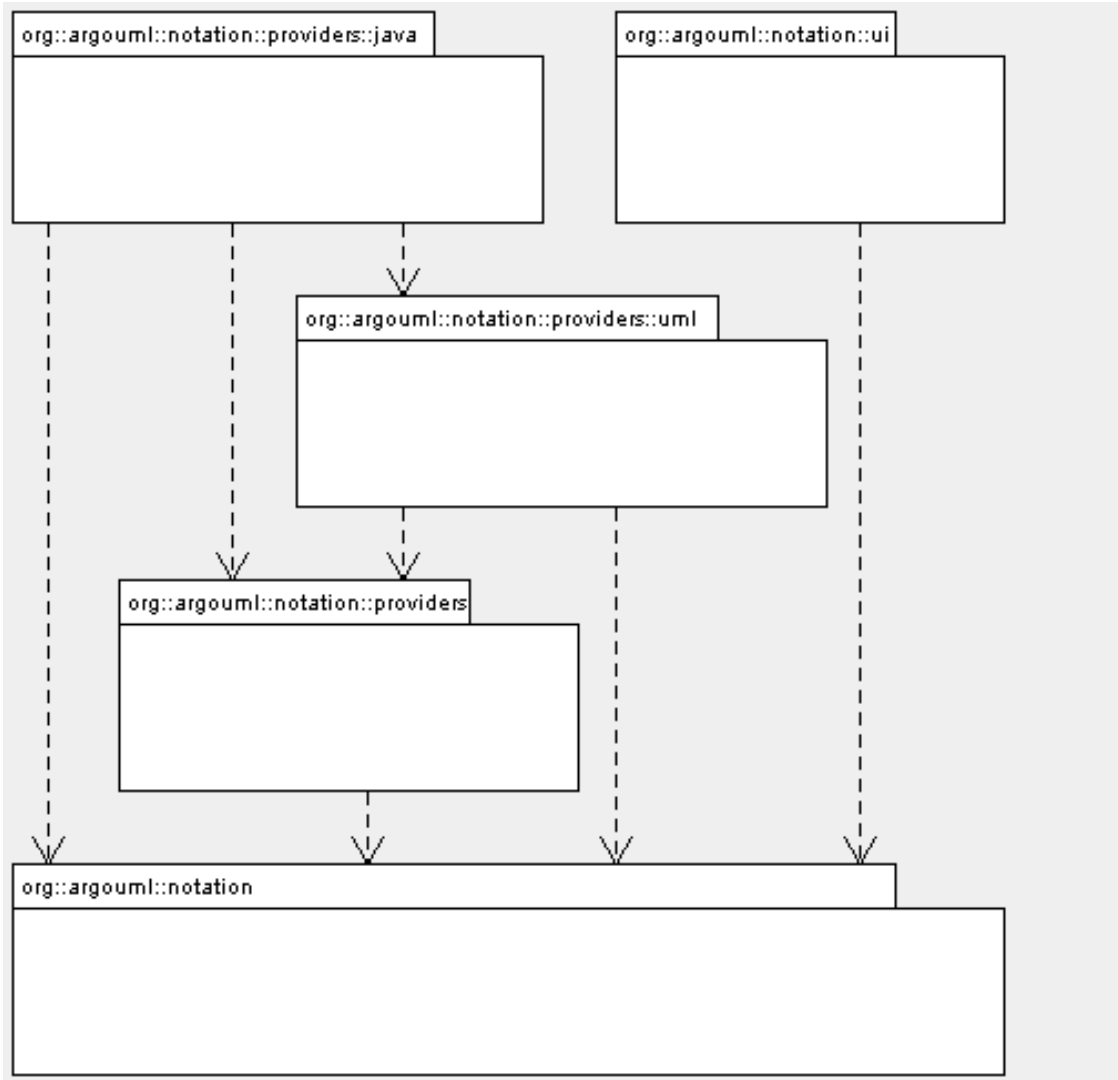 org::argouml::notation::providers::java
org::argouml::notation::ui
org::argouml::notation::providers::uml
org::argouml::notation::providers
org::argouml::notation